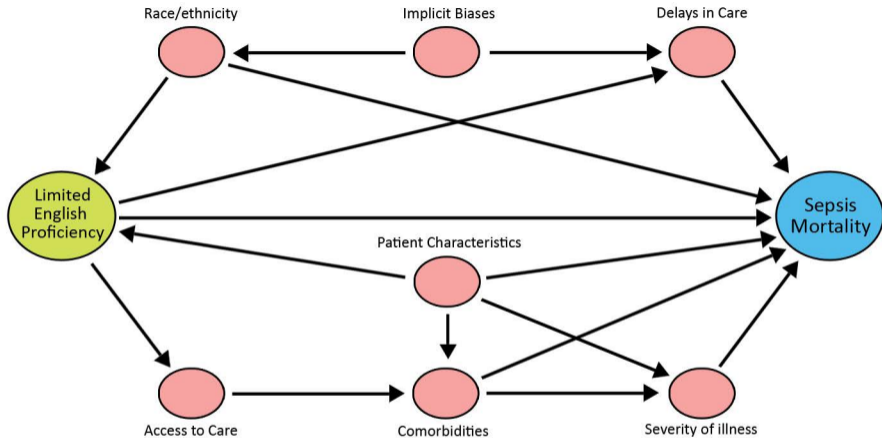 Race/ethnicity
Implicit Biases
Delays in Care
Limited
English
Proficiency
Sepsis
Mortality
Patient Characteristics
Access to Care
Comorbidities
Severity of illness